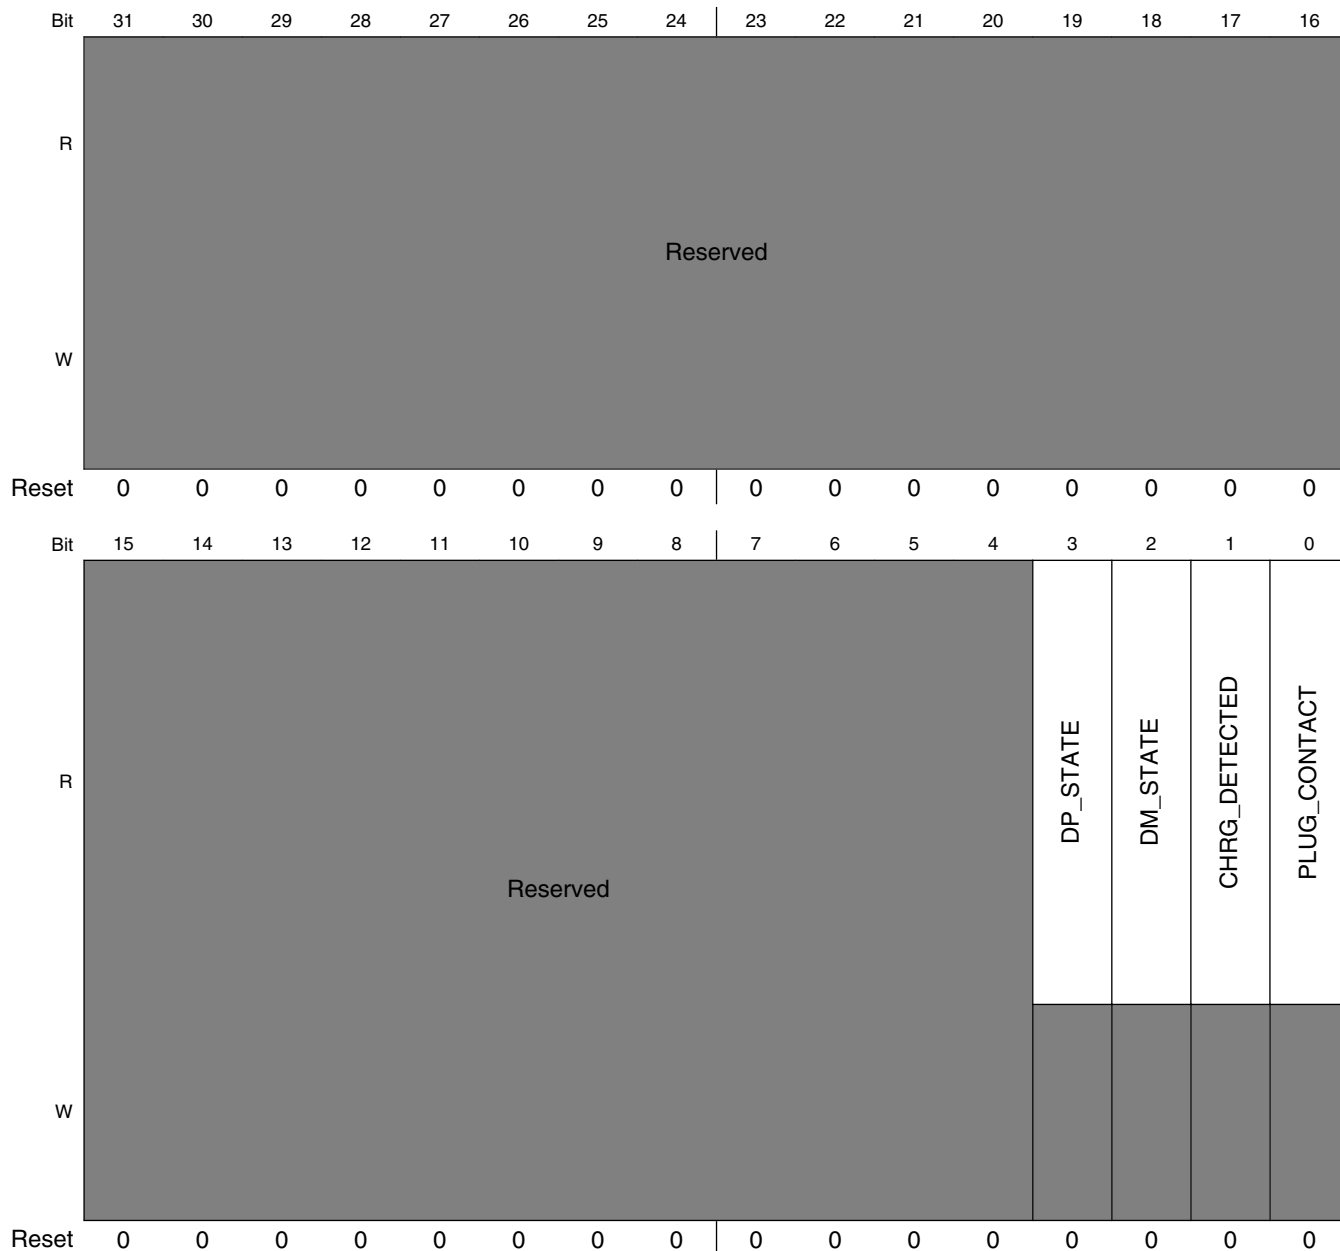 Bit 31 30 29 28 27 26 25 24 23 22 21 20 19 18 17 16
R
Reserved
W
Reset 0 0 0 0 0 0 0 0 0 0 0 0 0 0 0 0
Bit 15 14 13 12 11 10 9 8 7 6 5 4 3 2 1 0
R
DP_STATE
DM_STATE
CHRG_DETECTED
PLUG_CONTACT
Reserved
W
Reset 0 0 0 0 0 0 0 0 0 0 0 0 0 0 0 0